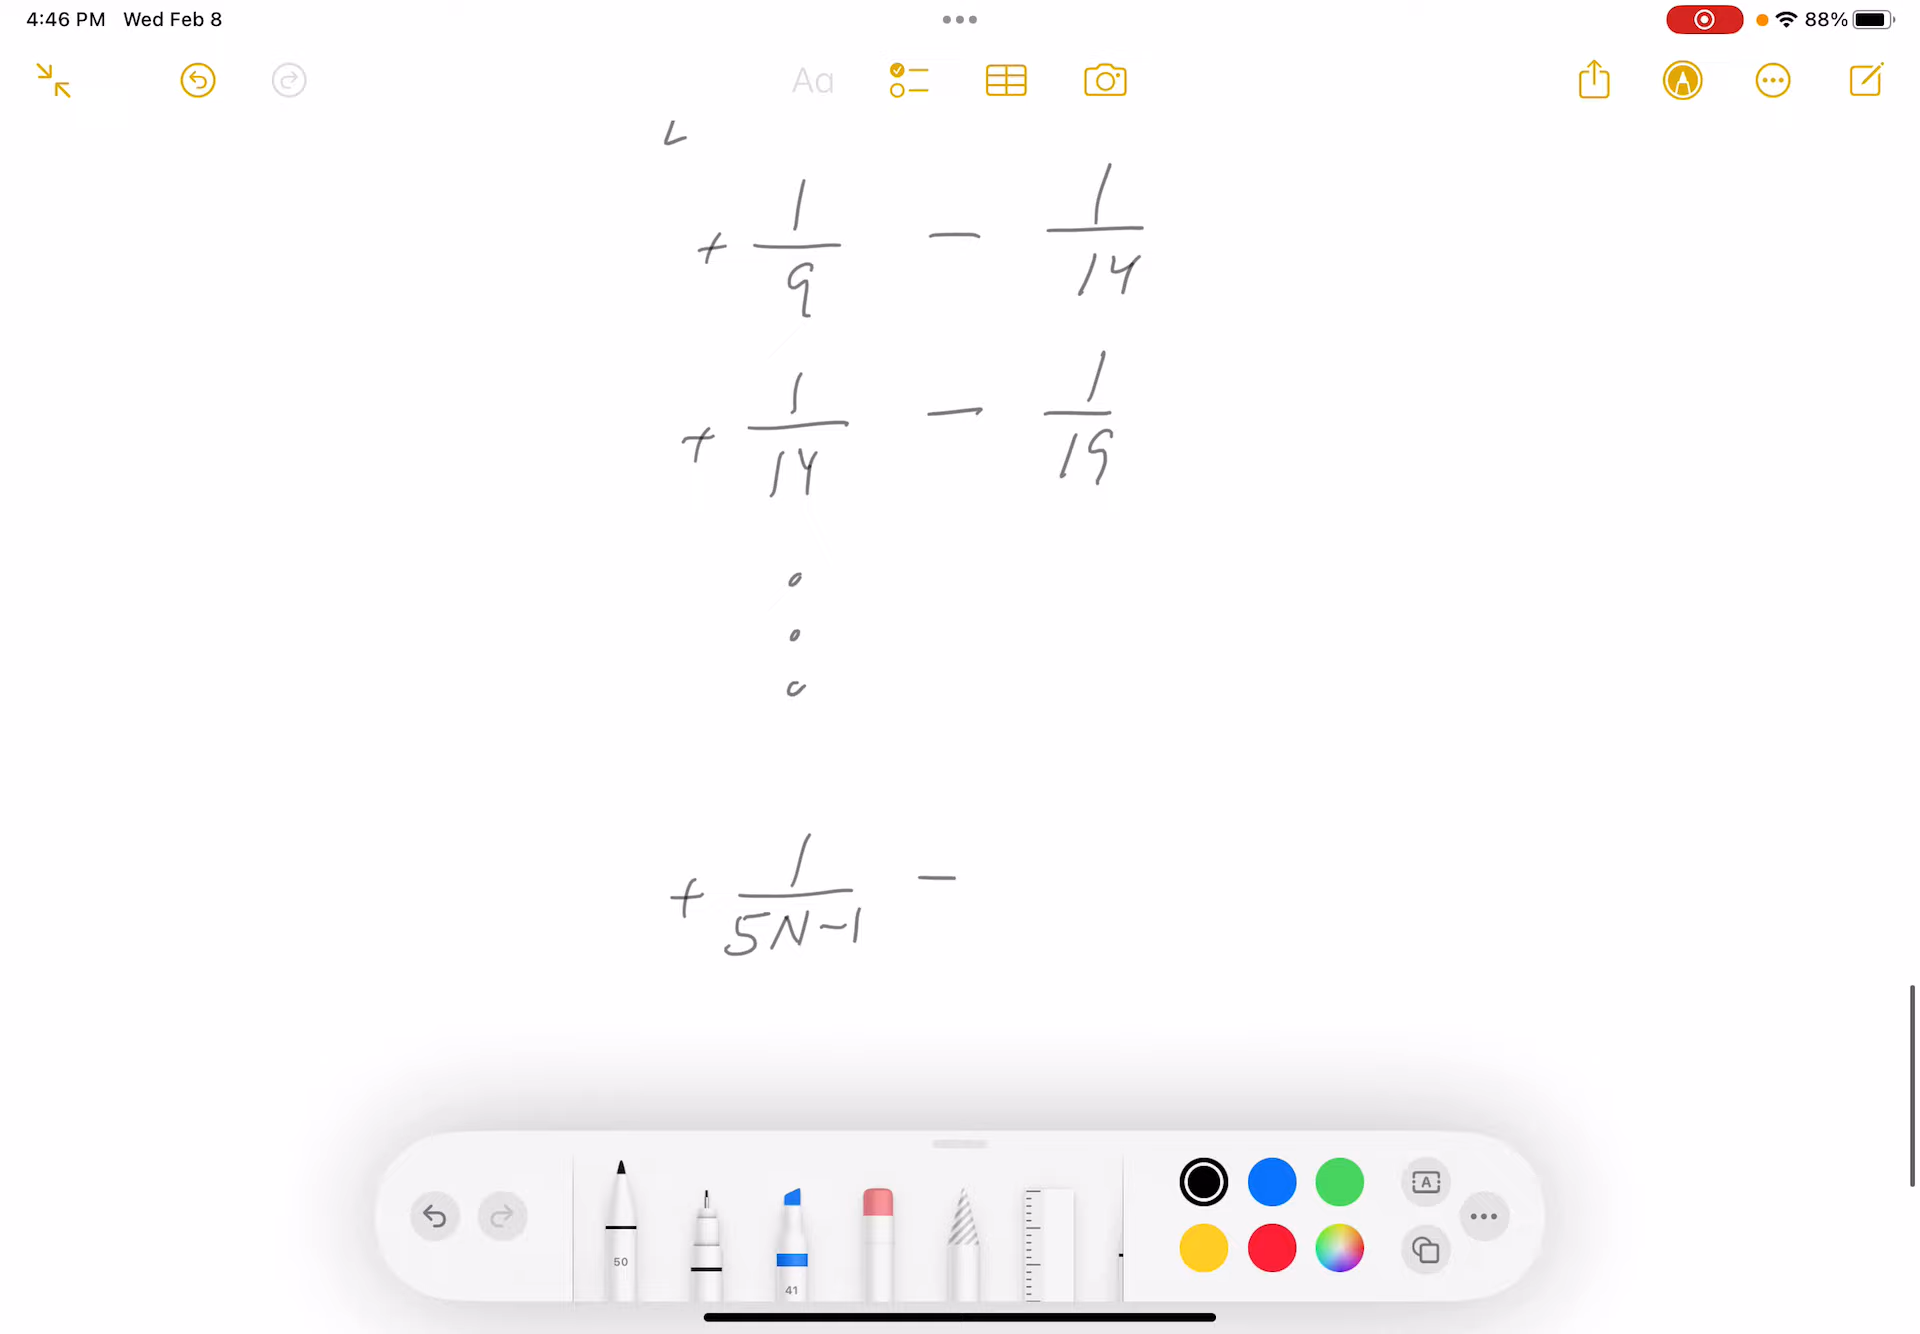 4:46 PM Wed Feb 8
88%
Aa
+ 1/9 - 1/14
+ 1/14 - 1/19
+ 1/5N-1 -
50
41
A